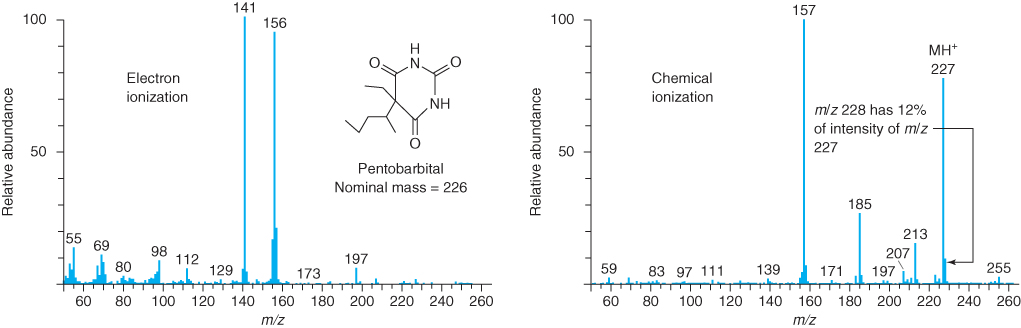 Relative abundance
100
50
Electron
ionization
141
156
55
69
80
98
112
129
173
197
H
N
O
O
NH
O
Pentobarbital
Nominal mass = 226
60 80 100 120 140 160 180 200 220 240 260
m/z
Relative abundance
100
50
157
Chemical
ionization
MH+
227
m/z 228 has 12%
of intensity of m/z
227
185
213
207
59
83
97
111
139
171
197
255
60 80 100 120 140 160 180 200 220 240 260
m/z